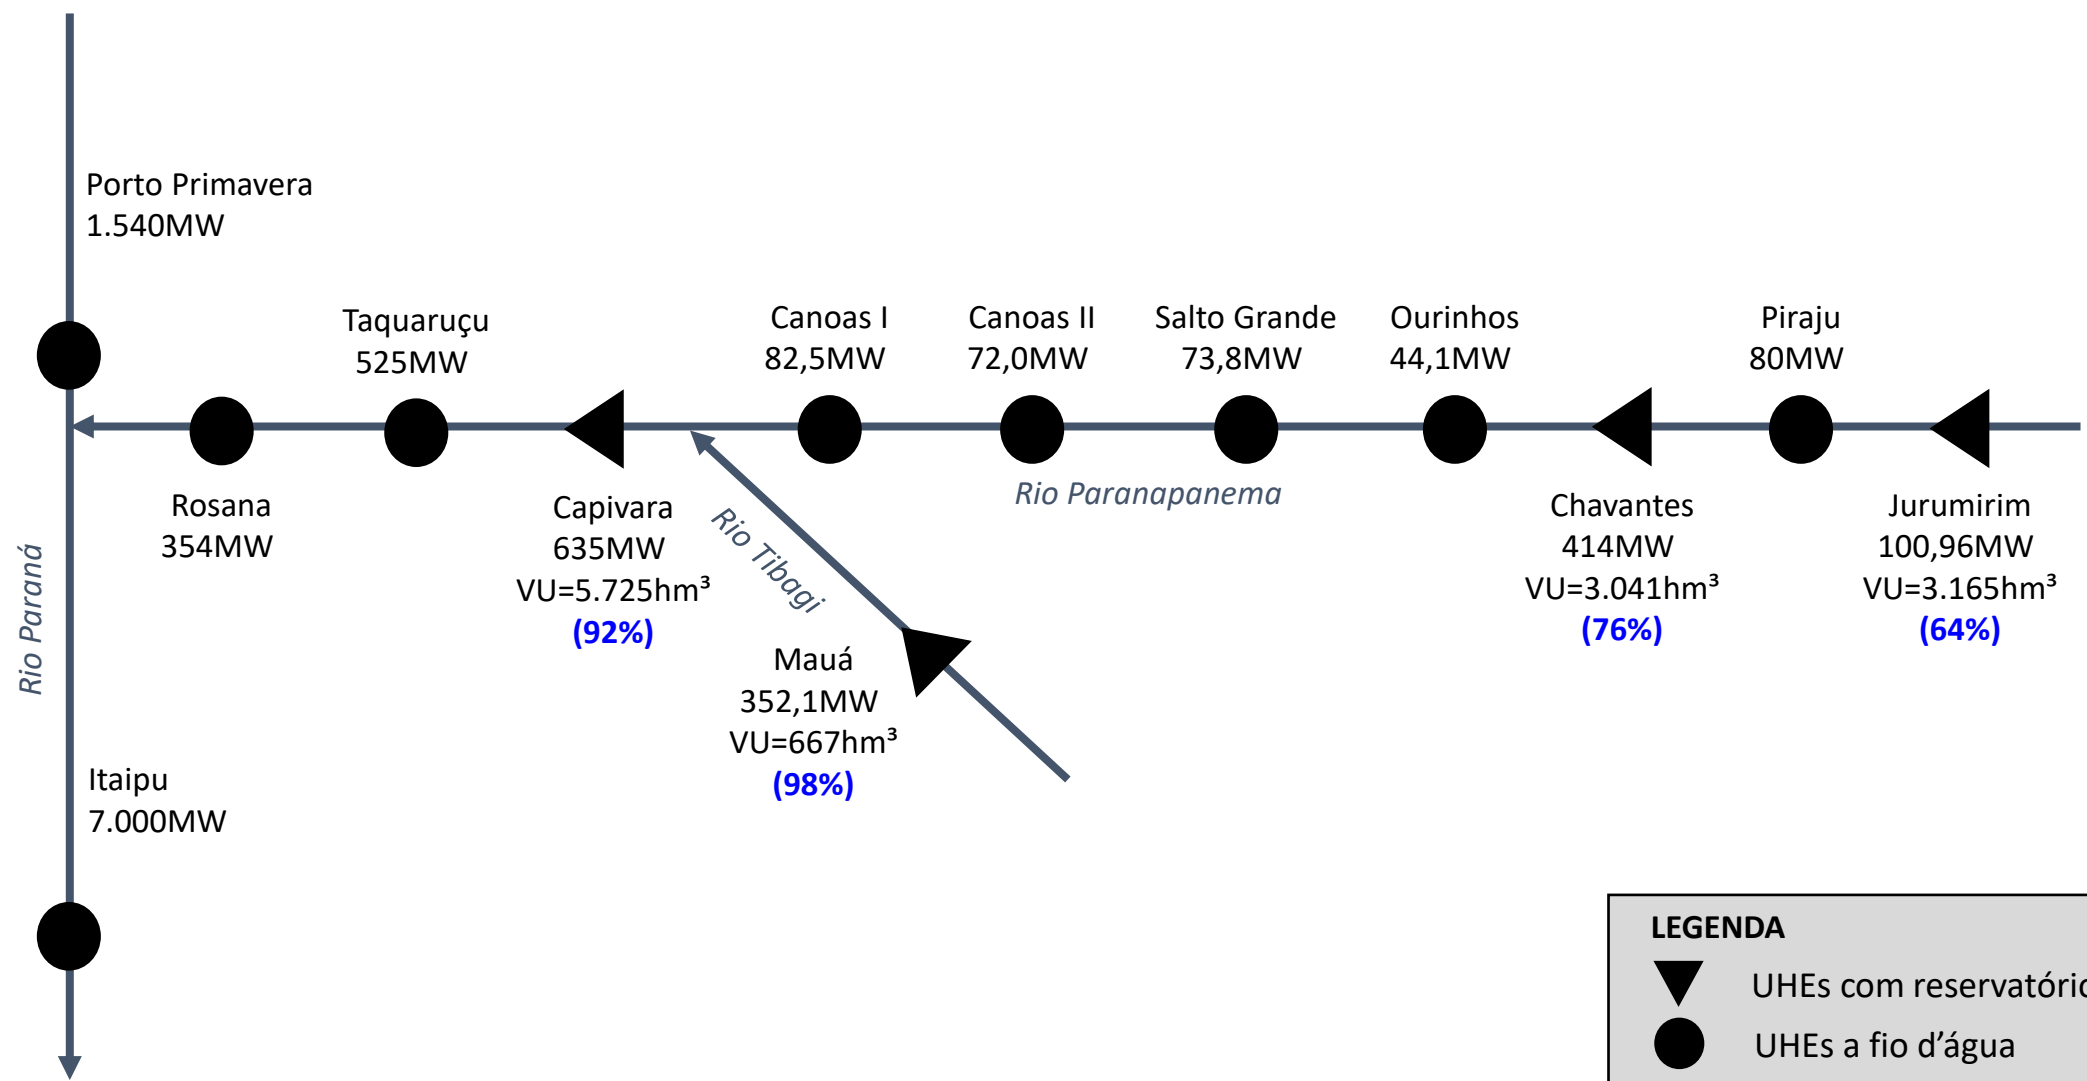 Porto Primavera
1.540MW
Taquaruçu
525MW
Canoas I
82,5MW
Canoas II
72,0MW
Salto Grande
73,8MW
Ourinhos
44,1MW
Piraju
80MW
Rio Paranapanema
Rosana
354MW
Capivara
635MW
VU=5.725hm³
(92%)
Rio Tibagi
Chavantes
414MW
VU=3.041hm³
(76%)
Jurumirim
100,96MW
VU=3.165hm³
(64%)
Rio Paraná
Mauá
352,1MW
VU=667hm³
(98%)
Itaipu
7.000MW
LEGENDA
UHEs com reservatório
UHEs a fio d’água